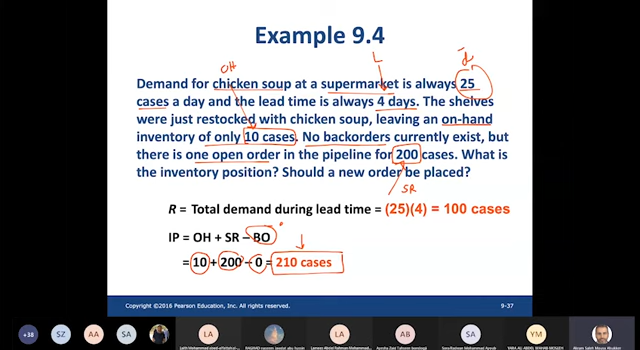 Example 9.4
L
d
OH
Demand for chicken soup at a supermarket is always 25
cases a day and the lead time is always 4 days. The shelves
were just restocked with chicken soup, leaving an on-hand
inventory of only 10 cases. No backorders currently exist, but
there is one open order in the pipeline for 200 cases. What is
the inventory position? Should a new order be placed?
SR
R = Total demand during lead time = (25)(4) = 100 cases
IP = OH + SR – BO
= 10 + 200 – 0 = 210 cases
Copyright ©2016 Pearson Education, Inc. All rights reserved.
9-37
+38
SZ
AA
SA
LA
LA
AB
SA
YM